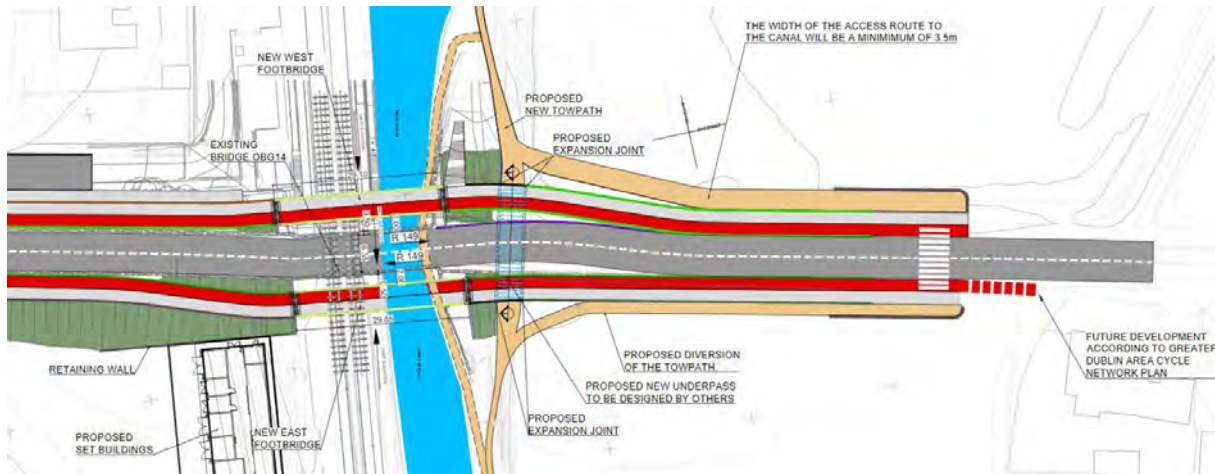 THE WIDTH OF THE ACCESS ROUTE TO
THE CANAL WILL BE A MINIMIMUM OF 3.5m
NEW WEST
FOOTBRIDGE
PROPOSED
NEW TOWPATH
EXISTING
BRIDGE OBG14
PROPOSED
EXPANSION JOINT
R 149
R 149
29.65
RETAINING WALL
PROPOSED DIVERSION
OF THE TOWPATH.
PROPOSED NEW UNDERPASS
TO BE DESIGNED BY OTHERS
FUTURE DEVELOPMENT
ACCORDING TO GREATER
DUBLIN AREA CYCLE
NETWORK PLAN
PROPOSED
SET BUILDINGS
NEW EAST
FOOTBRIDGE
PROPOSED
EXPANSION JOINT